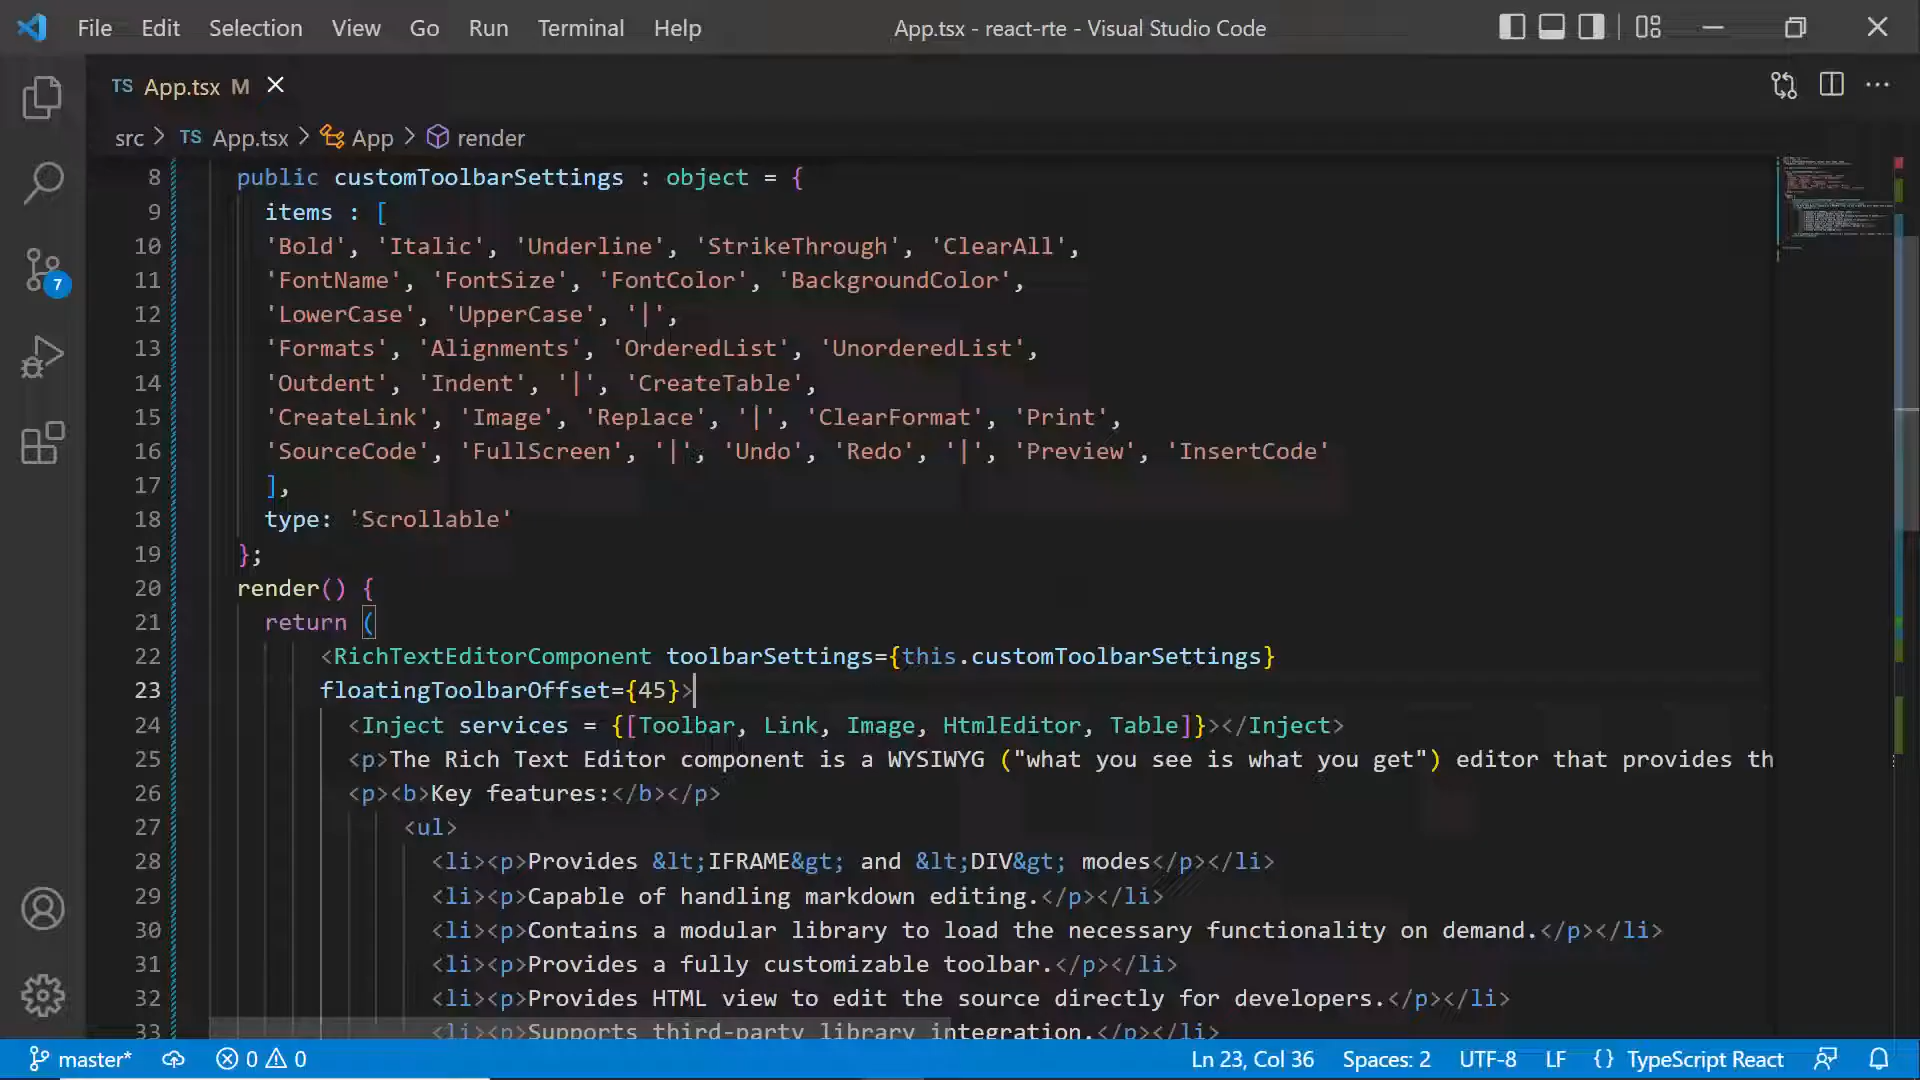 File Edit Selection View Go Run Terminal Help App.tsx - react-rte - Visual Studio Code
TS App.tsx M
src > TS App.tsx > App > render
8 public customToolbarSettings : object = {
9 items : [
10 'Bold', 'Italic', 'Underline', 'StrikeThrough', 'ClearAll',
11 'FontName', 'FontSize', 'FontColor', 'BackgroundColor',
12 'LowerCase', 'UpperCase', '|',
13 'Formats', 'Alignments', 'OrderedList', 'UnorderedList',
14 'Outdent', 'Indent', '|', 'CreateTable',
15 'CreateLink', 'Image', 'Replace', '|', 'ClearFormat', 'Print',
16 'SourceCode', 'FullScreen', '|', 'Undo', 'Redo', '|', 'Preview', 'InsertCode'
17 ],
18 type: 'Scrollable'
19 };
20 render() {
21 return (
22 <RichTextEditorComponent toolbarSettings={this.customToolbarSettings}
23 floatingToolbarOffset={45}>
24 <Inject services = {[Toolbar, Link, Image, HtmlEditor, Table]}></Inject>
25 <p>The Rich Text Editor component is a WYSIWYG ("what you see is what you get") editor that provides th
26 <p><b>Key features:</b></p>
27 <ul>
28 <li><p>Provides &lt;IFRAME&gt; and &lt;DIV&gt; modes</p></li>
29 <li><p>Capable of handling markdown editing.</p></li>
30 <li><p>Contains a modular library to load the necessary functionality on demand.</p></li>
31 <li><p>Provides a fully customizable toolbar.</p></li>
32 <li><p>Provides HTML view to edit the source directly for developers.</p></li>
33 <li><p>Supports third-party library integration.</p></li>
7
master* 0 0 Ln 23, Col 36 Spaces: 2 UTF-8 LF {} TypeScript React